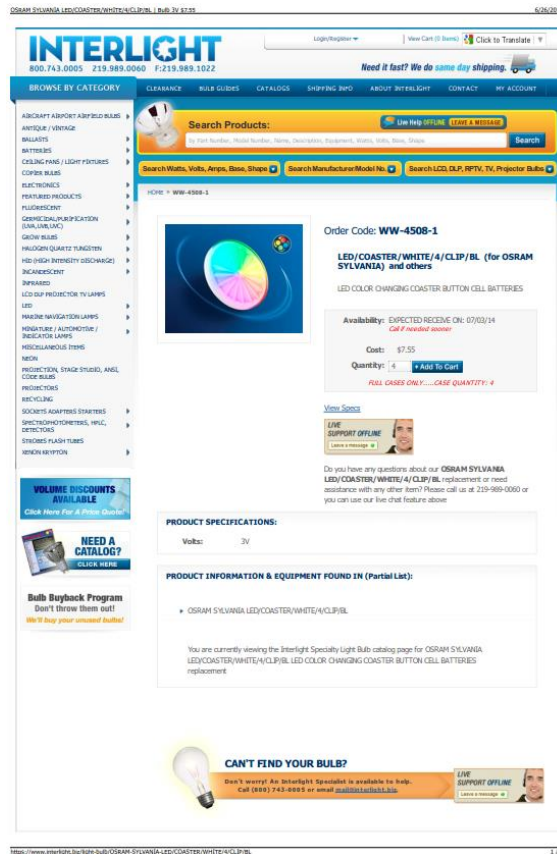 OSRAM SYLVANIA LED/COASTER/WHITE/4/CLIP/BL | Bulb 3V $7.55
6/26/20
INTERLIGHT
800.743.0005 219.989.0060 F:219.989.1022
Login/Register
View Cart (0 Items)
Click to Translate
Need it fast? We do same day shipping.
BROWSE BY CATEGORY
CLEARANCE BULB GUIDES CATALOGS SHIPPING INFO ABOUT INTERLIGHT CONTACT MY ACCOUNT
AIRCRAFT AIRPORT AIRFIELD BULBS
ANTIQUE / VINTAGE
BALLASTS
BATTERIES
CEILING FANS / LIGHT FIXTURES
COPIER BULBS
ELECTRONICS
FEATURED PRODUCTS
FLUORESCENT
GERMICIDAL/PURIFICATION
(UVA,UVB,UVC)
GROW BULBS
HALOGEN QUARTZ TUNGSTEN
HID (HIGH INTENSITY DISCHARGE)
INCANDESCENT
INFRARED
LCD DLP PROJECTOR TV LAMPS
LED
MARINE NAVIGATION LAMPS
MINIATURE / AUTOMOTIVE /
INDICATOR LAMPS
MISCELLANEOUS ITEMS
NEON
PROJECTION, STAGE STUDIO, ANSI,
CODE BULBS
PROJECTORS
RECYCLING
SOCKETS ADAPTERS STARTERS
SPECTROPHOTOMETERS, HPLC,
DETECTORS
STROBES FLASH TUBES
XENON KRYPTON
VOLUME DISCOUNTS
AVAILABLE
Click Here For A Price Quote!
NEED A
CATALOG?
CLICK HERE
Bulb Buyback Program
Don't throw them out!
We'll buy your unused bulbs!
Search Products:
Live Help OFFLINE LEAVE A MESSAGE
by Part Number, Model Number, Name, Description, Equipment, Watts, Volts, Base, Shape
Search
Search Watts, Volts, Amps, Base, Shape
Search Manufacturer/Model No.
Search LCD, DLP, RPTV, TV, Projector Bulbs
HOME » WW-4508-1
Order Code: WW-4508-1
LED/COASTER/WHITE/4/CLIP/BL (for OSRAM
SYLVANIA) and others
LED COLOR CHANGING COASTER BUTTON CELL BATTERIES
Availability: EXPECTED RECEIVE ON: 07/03/14
Call if needed sooner
Cost: $7.55
Quantity: 4 Add To Cart
FULL CASES ONLY.....CASE QUANTITY: 4
View Specs
LIVE
SUPPORT OFFLINE
Leave a message
Do you have any questions about our OSRAM SYLVANIA
LED/COASTER/WHITE/4/CLIP/BL replacement or need
assistance with any other item? Please call us at 219-989-0060 or
you can use our live chat feature above
PRODUCT SPECIFICATIONS:
Volts: 3V
PRODUCT INFORMATION & EQUIPMENT FOUND IN (Partial List):
OSRAM SYLVANIA LED/COASTER/WHITE/4/CLIP/BL
You are currently viewing the Interlight Specialty Light Bulb catalog page for OSRAM SYLVANIA
LED/COASTER/WHITE/4/CLIP/BL LED COLOR CHANGING COASTER BUTTON CELL BATTERIES
replacement
CAN'T FIND YOUR BULB?
Don't worry! An Interlight Specialist is available to help.
Call (800) 743-0005 or email mail@interlight.biz.
LIVE
SUPPORT OFFLINE
Leave a message
https://www.interlight.biz/light-bulb/OSRAM-SYLVANIA-LED/COASTER/WHITE/4/CLIP/BL